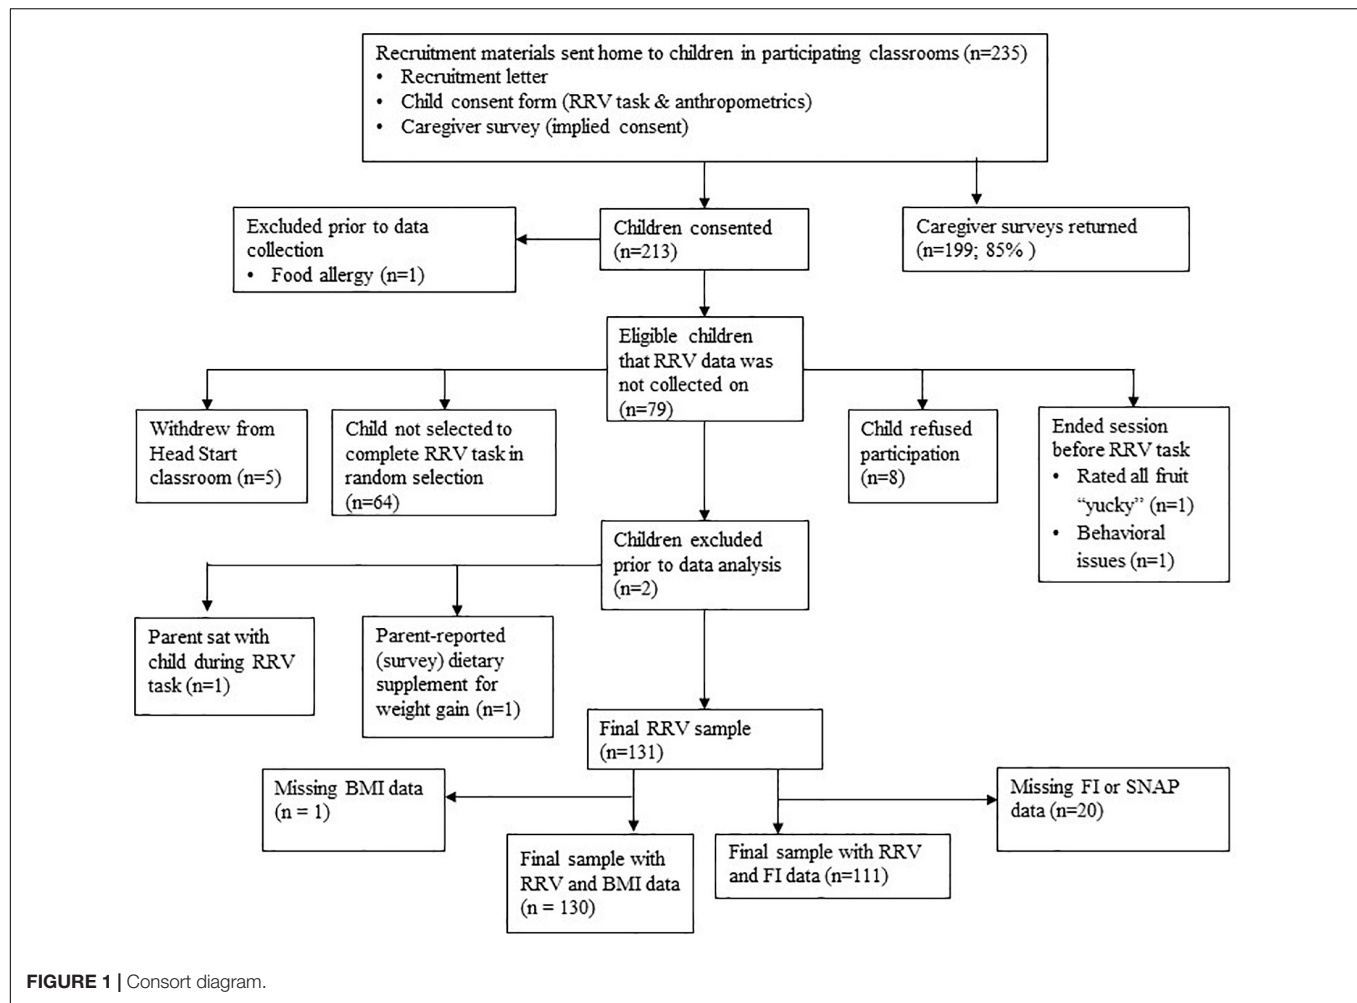 Recruitment materials sent home to children in participating classrooms (n=235)
• Recruitment letter
• Child consent form (RRV task & anthropometrics)
• Caregiver survey (implied consent)
Excluded prior to data
collection
• Food allergy (n=1)
Children consented
(n=213)
Caregiver surveys returned
(n=199; 85% )
Eligible children
that RRV data was
not collected on
(n=79)
Withdrew from
Head Start
classroom (n=5)
Child not selected to
complete RRV task in
random selection
(n=64)
Child refused
participation
(n=8)
Ended session
before RRV task
• Rated all fruit
“yucky” (n=1)
• Behavioral
issues (n=1)
Children excluded
prior to data analysis
(n=2)
Parent sat with
child during RRV
task (n=1)
Parent-reported
(survey) dietary
supplement for
weight gain (n=1)
Final RRV sample
(n=131)
Missing BMI data
(n = 1)
Missing FI or SNAP
data (n=20)
Final sample with
RRV and BMI data
(n = 130)
Final sample with RRV
and FI data (n=111)
FIGURE 1 | Consort diagram.